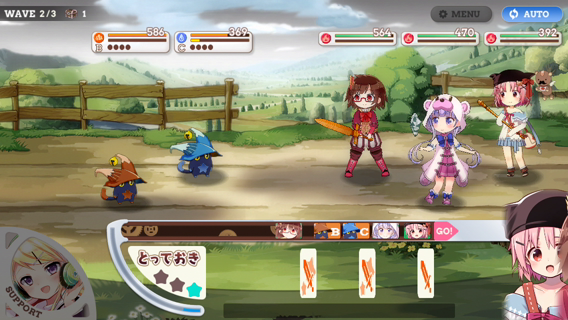 WAVE 2/3 1
MENU
AUTO
586
B
369
C
564
470
392
B
C
GO!
とっておき
SUPPORT